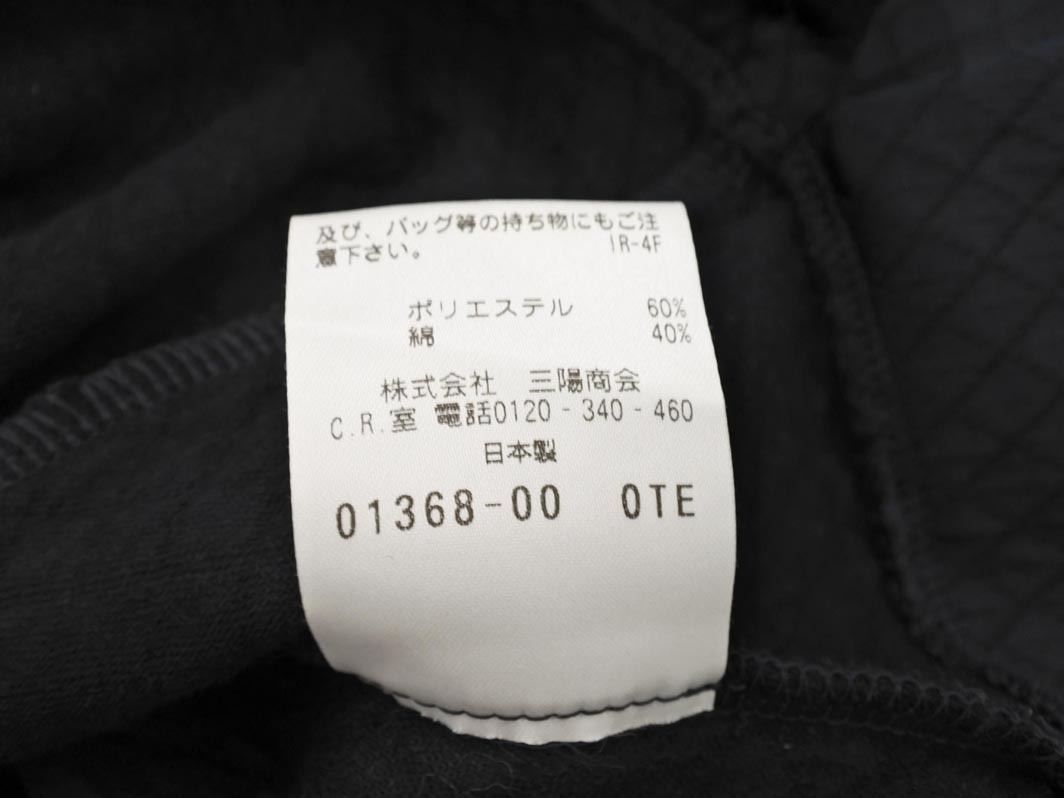 及び、バッグ等の持ち物にもご注
意下さい。 IR-4F
ポリエステル 60%
綿 40%
株式会社 三陽商会
C.R.室 電話0120-340-460
日本製
01368-00 0TE